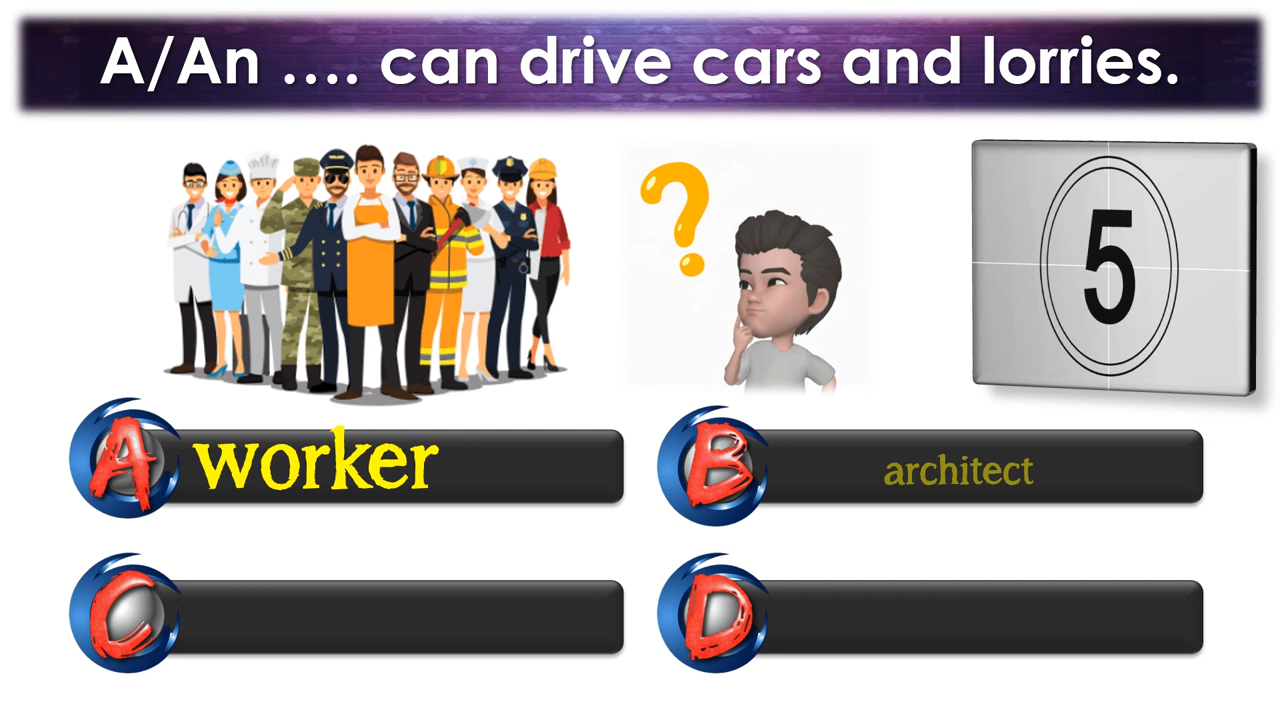 A/An .... can drive cars and lorries.
5
A worker
B architect
C
D